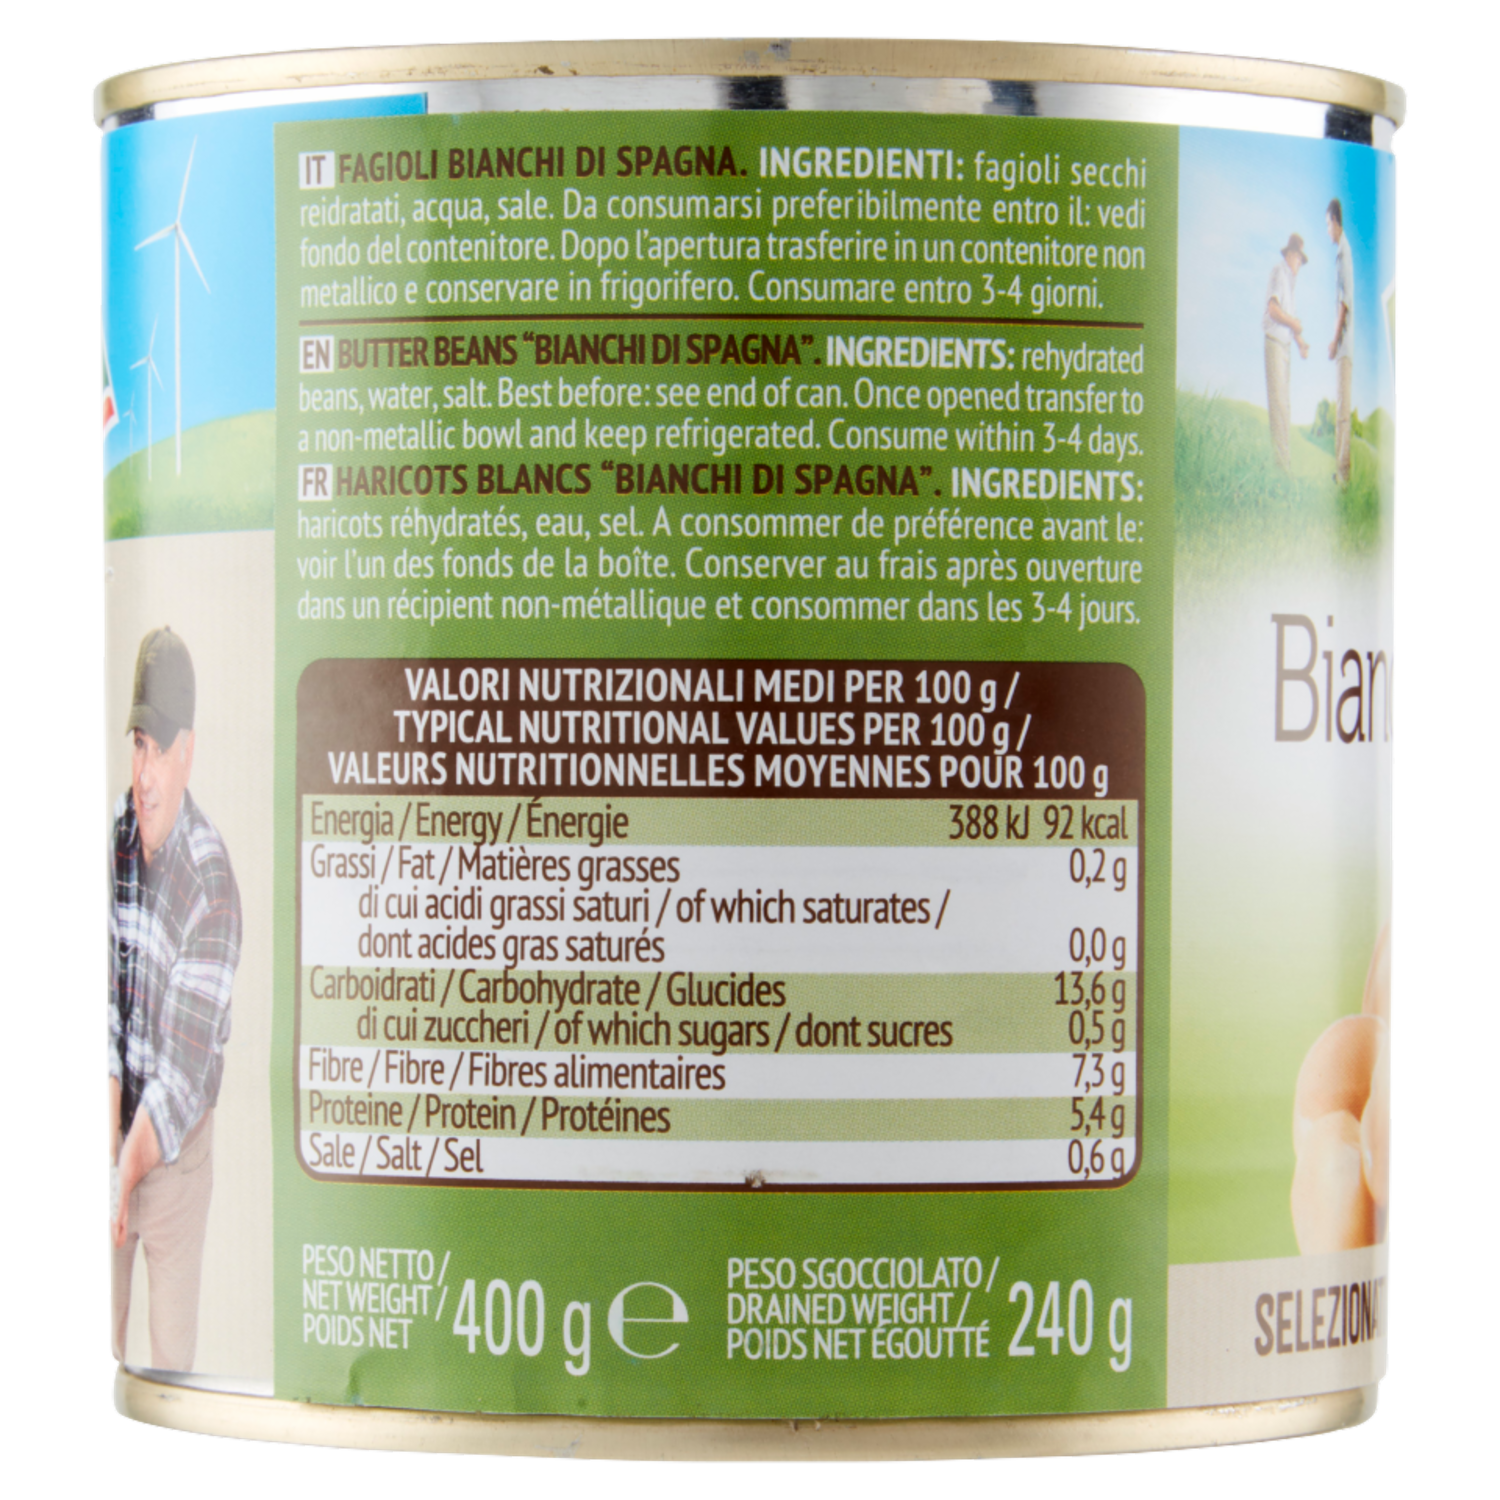 IT FAGIOLI BIANCHI DI SPAGNA. INGREDIENTI: fagioli secchi
reidratati, acqua, sale. Da consumarsi preferibilmente entro il: vedi
fondo del contenitore. Dopo l'apertura trasferire in un contenitore non
metallico e conservare in frigorifero. Consumare entro 3-4 giorni.
EN BUTTER BEANS "BIANCHI DI SPAGNA". INGREDIENTS: rehydrated
beans, water, salt. Best before: see end of can. Once opened transfer to
a non-metallic bowl and keep refrigerated. Consume within 3-4 days.
FR HARICOTS BLANCS "BIANCHI DI SPAGNA". INGREDIENTS:
haricots réhydratés, eau, sel. A consommer de préférence avant le:
voir l'un des fonds de la boîte. Conserver au frais après ouverture
dans un récipient non-métallique et consommer dans les 3-4 jours.
VALORI NUTRIZIONALI MEDI PER 100 g /
TYPICAL NUTRITIONAL VALUES PER 100 g /
VALEURS NUTRITIONNELLES MOYENNES POUR 100 g
Energia / Energy / Énergie 388 kJ 92 kcal
Grassi / Fat / Matières grasses 0,2 g
di cui acidi grassi saturi / of which saturates /
dont acides gras saturés 0,0 g
Carboidrati / Carbohydrate / Glucides 13,6 g
di cui zuccheri / of which sugars / dont sucres 0,5 g
Fibre / Fibre / Fibres alimentaires 7,3 g
Proteine / Protein / Protéines 5,4 g
Sale / Salt / Sel 0,6 g
PESO NETTO /
NET WEIGHT /
POIDS NET
400 g e
PESO SGOCCIOLATO /
DRAINED WEIGHT /
POIDS NET ÉGOUTTÉ
240 g
Bian
SELEZIONA